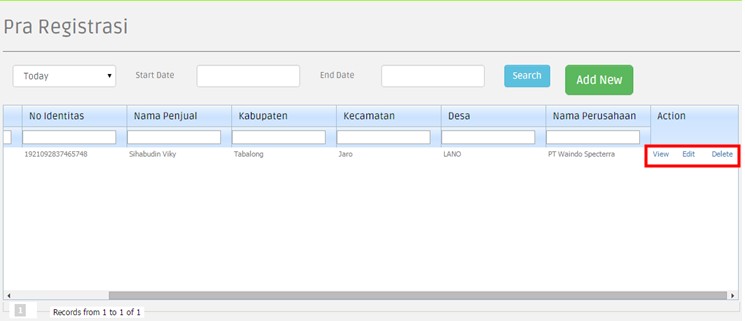 Pra Registrasi
Today Start Date End Date Search Add New
No Identitas Nama Penjual Kabupaten Kecamatan Desa Nama Perusahaan Action
1921092837465748 Sihabudin Viky Tabalong Jaro LANO PT Waindo Specterra View Edit Delete
1 Records from 1 to 1 of 1